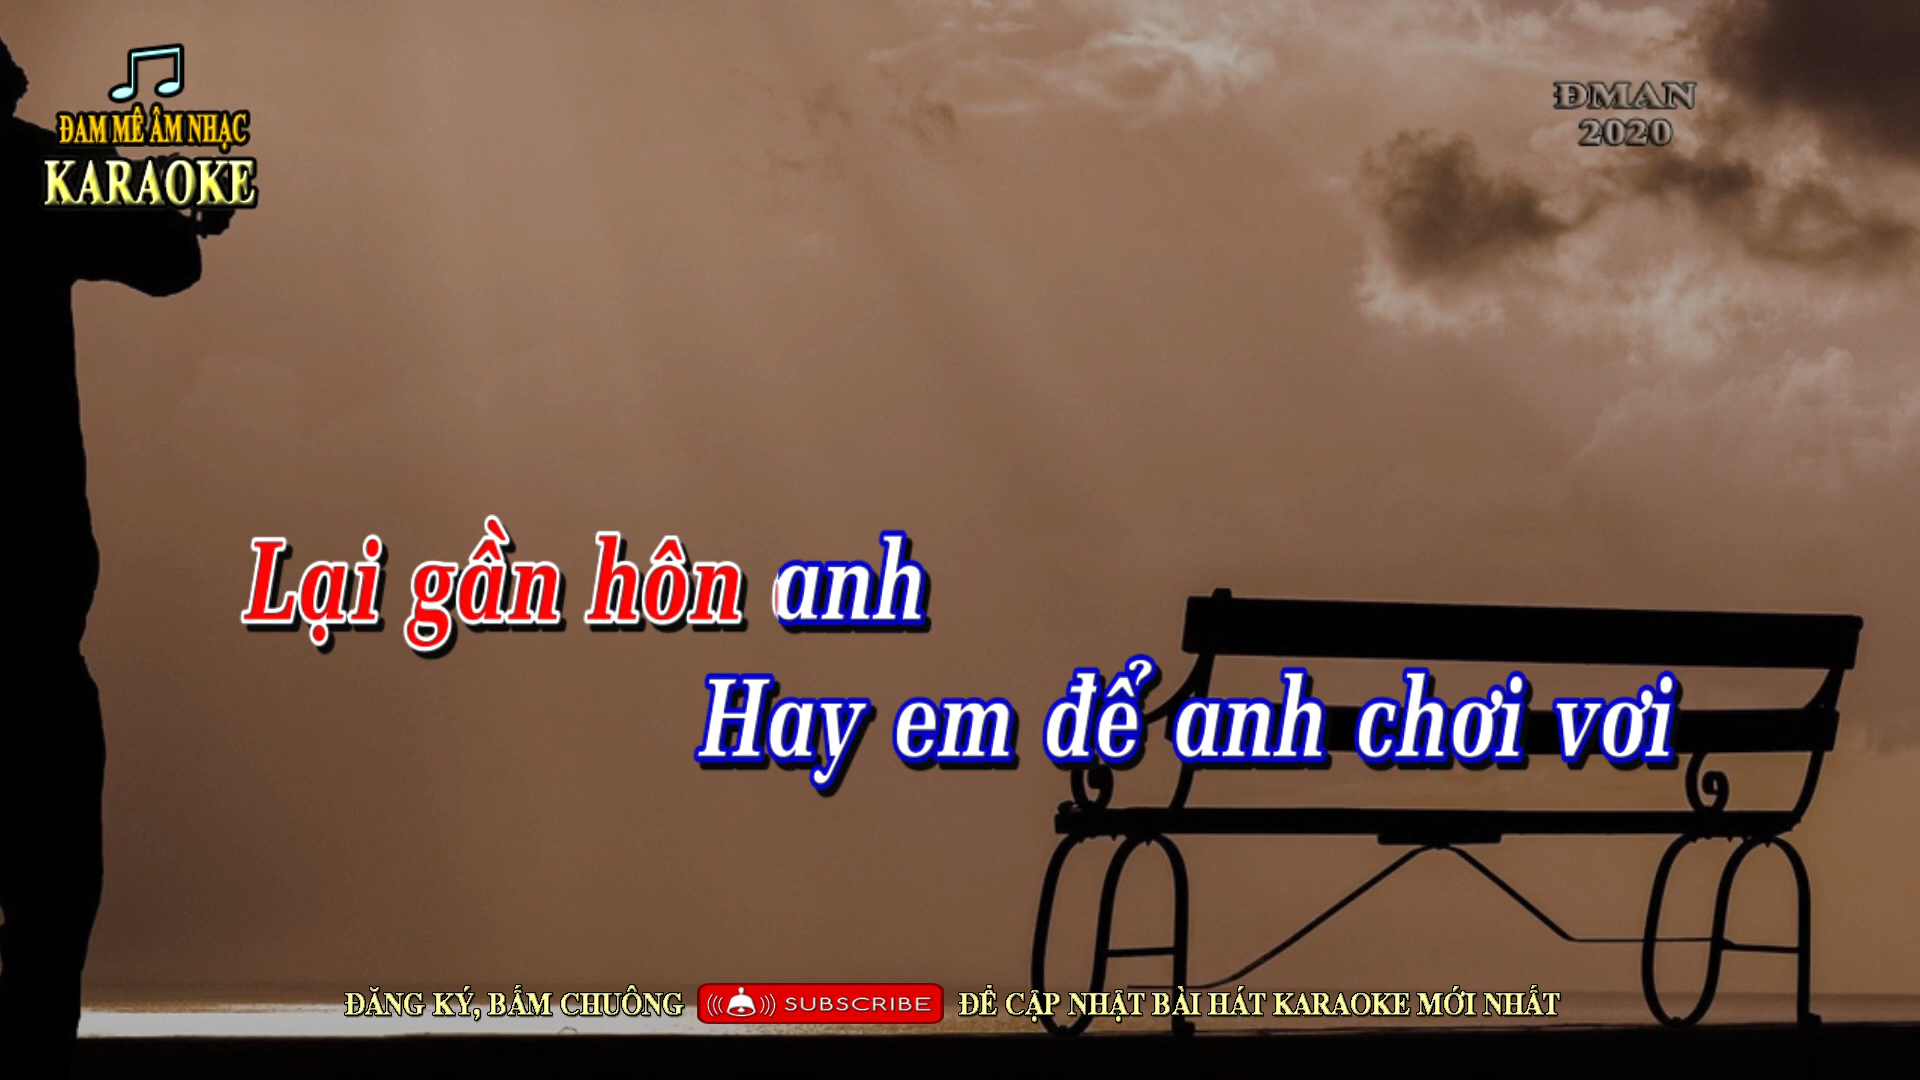 ĐAM MÊ ÂM NHẠC
KARAOKE
ĐMAN
2020
Lại gần hôn anh
Hay em để anh chơi vơi
ĐĂNG KÝ, BẤM CHUÔNG SUBSCRIBE ĐỂ CẬP NHẬT BÀI HÁT KARAOKE MỚI NHẤT